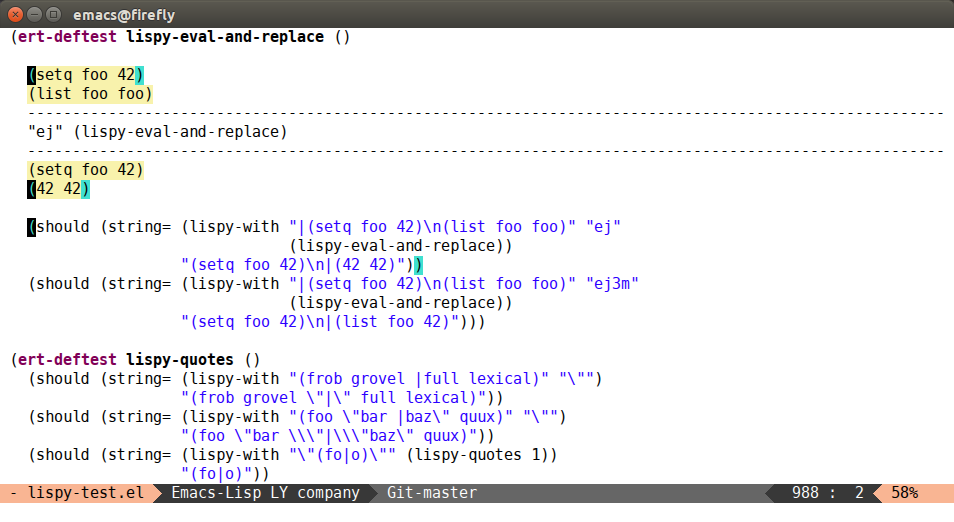 emacs@firefly
(ert-deftest lispy-eval-and-replace ()
(setq foo 42)
(list foo foo)
------------------------------------------------------------------------------------------------------
"ej" (lispy-eval-and-replace)
------------------------------------------------------------------------------------------------------
(setq foo 42)
(42 42)
(should (string= (lispy-with "|(setq foo 42)\n(list foo foo)" "ej"
(lispy-eval-and-replace))
"(setq foo 42)\n|(42 42)"))
(should (string= (lispy-with "|(setq foo 42)\n(list foo foo)" "ej3m"
(lispy-eval-and-replace))
"(setq foo 42)\n|(list foo 42)")))
(ert-deftest lispy-quotes ()
(should (string= (lispy-with "(frob grovel |full lexical)" "\"")
"(frob grovel \"|\" full lexical)"))
(should (string= (lispy-with "(foo \"bar |baz\" quux)" "\"")
"(foo \"bar \\\"|\\\"baz\" quux)"))
(should (string= (lispy-with "\"(fo|o)\"" (lispy-quotes 1))
"(fo|o)"))
- lispy-test.el Emacs-Lisp LY company Git-master 988 : 2 58%